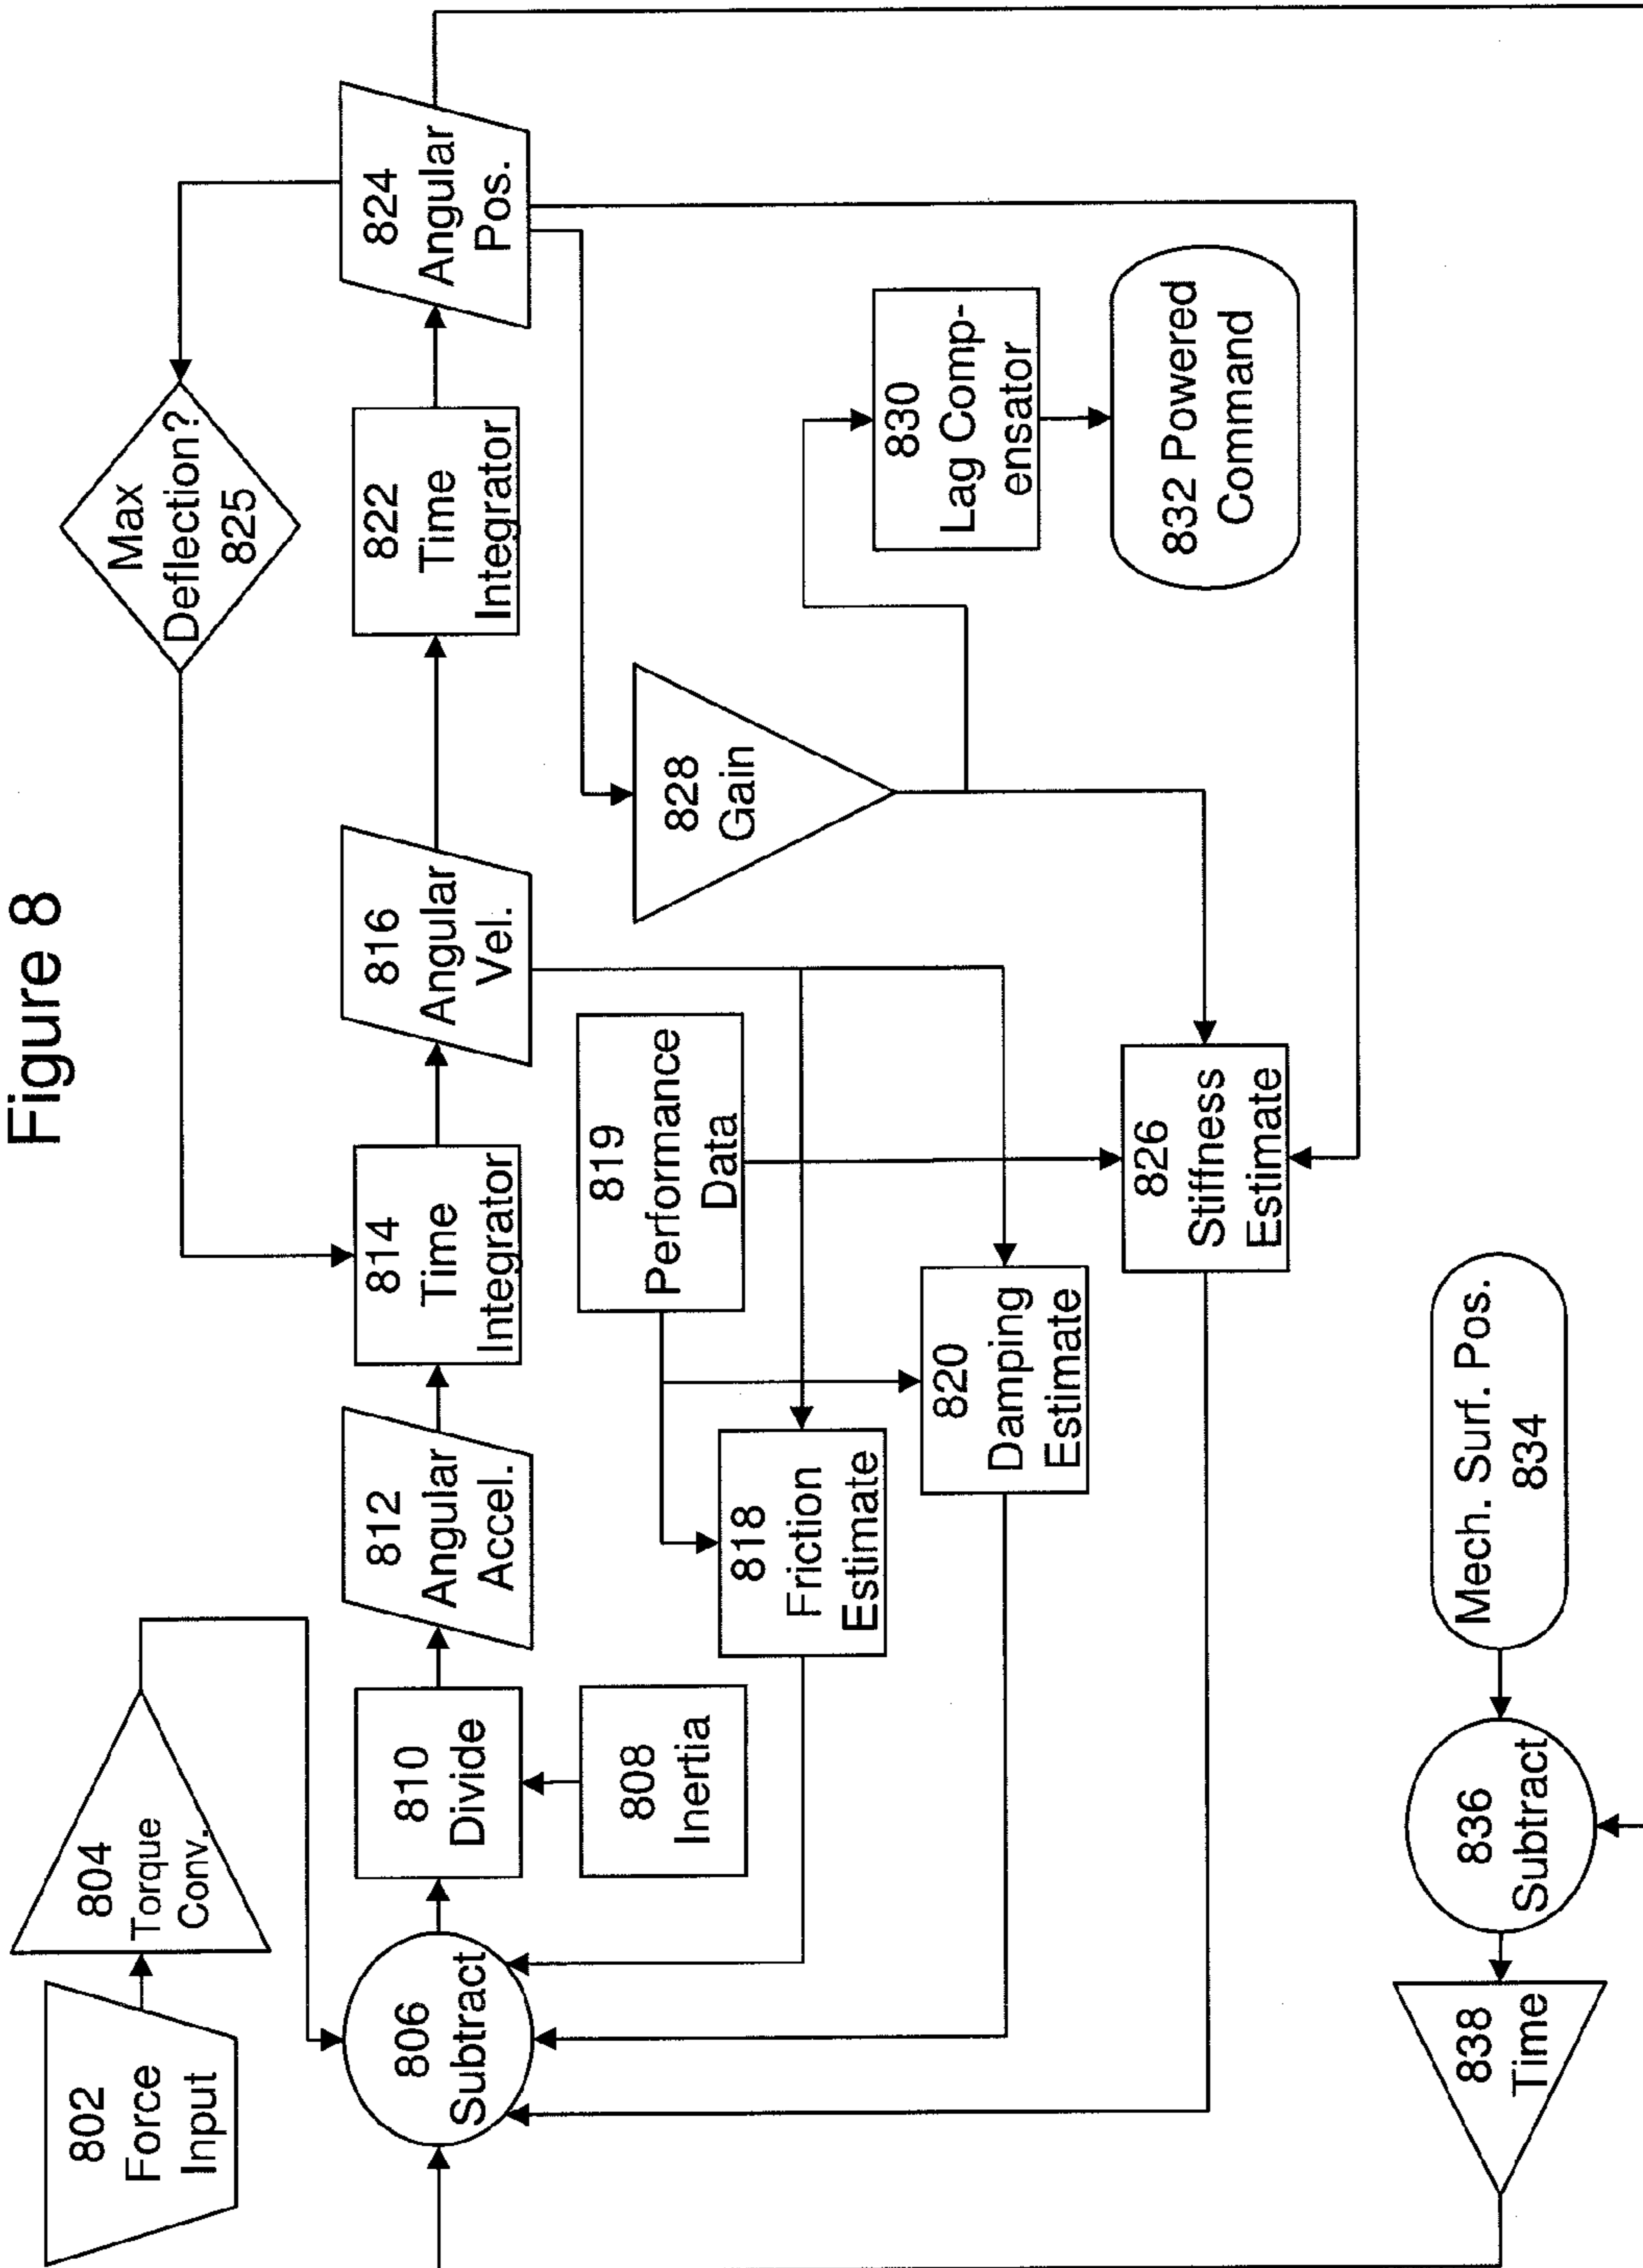 Figure 8
802
Force
Input
804
Torque
Conv.
806
Subtract
810
Divide
808
Inertia
812
Angular
Accel.
814
Time
Integrator
816
Angular
Vel.
822
Time
Integrator
824
Angular
Pos.
Max
Deflection?
825
818
Friction
Estimate
819
Performance
Data
820
Damping
Estimate
828
Gain
830
Lag Comp-
ensator
832 Powered
Command
826
Stiffness
Estimate
Mech. Surf. Pos.
834
836
Subtract
838
Time